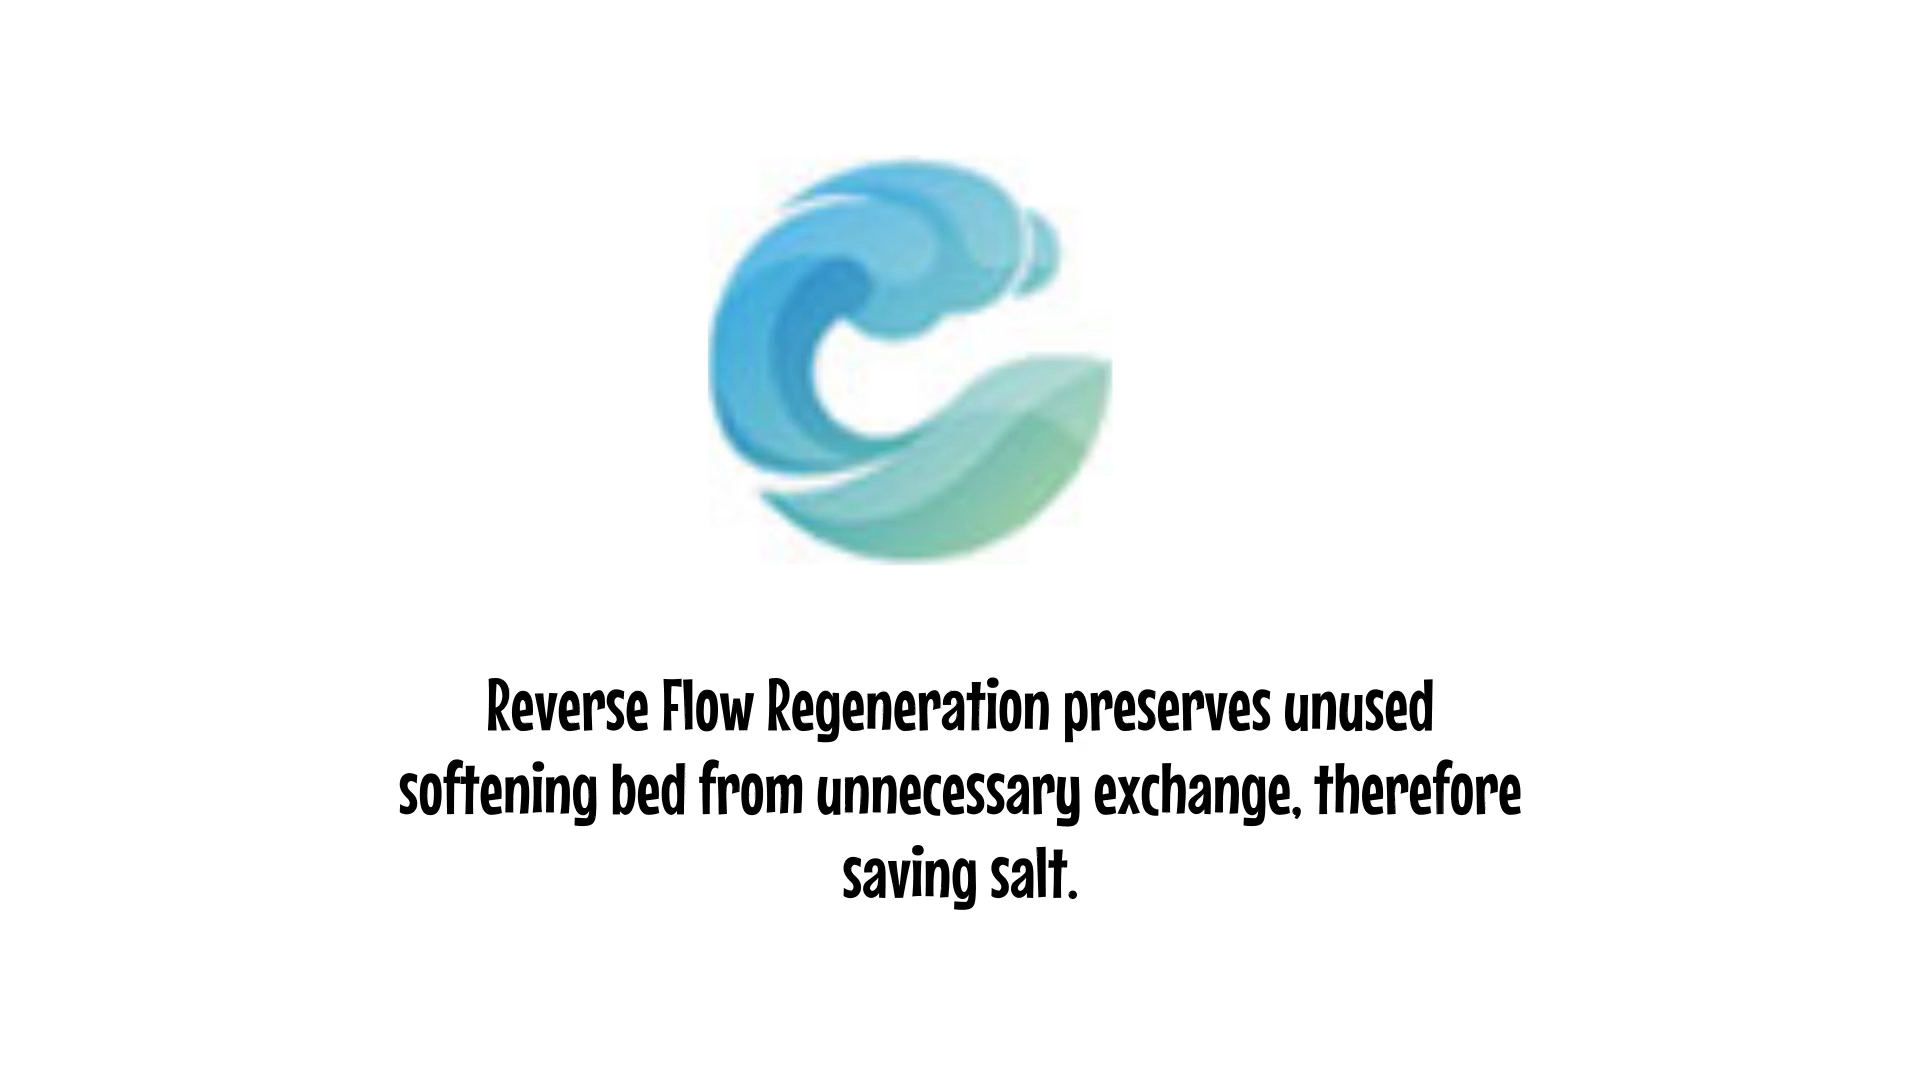 Reverse Flow Regeneration preserves unused
softening bed from unnecessary exchange, therefore
saving salt.